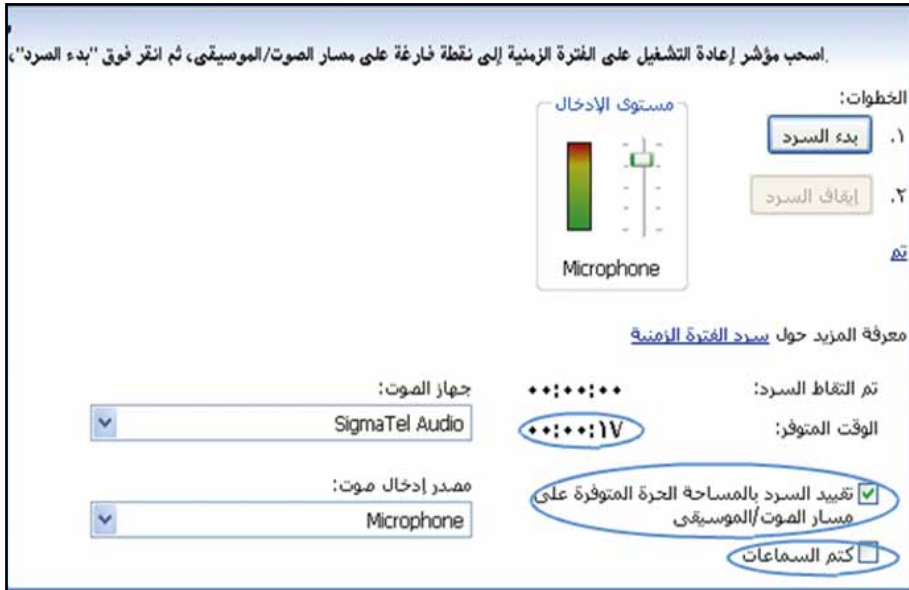 اسحب مؤشر إعادة التشغيل على الفترة الزمنية إلى نقطة فارغة على مسار الصوت/الموسيقى، ثم انقر فوق "بدء السرد"،
الخطوات:
١. بدء السرد
٢. إيقاف السرد
تم
مستوى الإدخال
Microphone
معرفة المزيد حول سرد الفترة الزمنية
تم التقاط السرد: ٠٠:٠٠:٠٠
الوقت المتوفر: ٠٠:٠٠:١٧
تقييد السرد بالمساحة الحرة المتوفرة على
مسار الصوت/الموسيقى
كتم السماعات
جهاز الصوت:
SigmaTel Audio
مصدر إدخال صوت:
Microphone